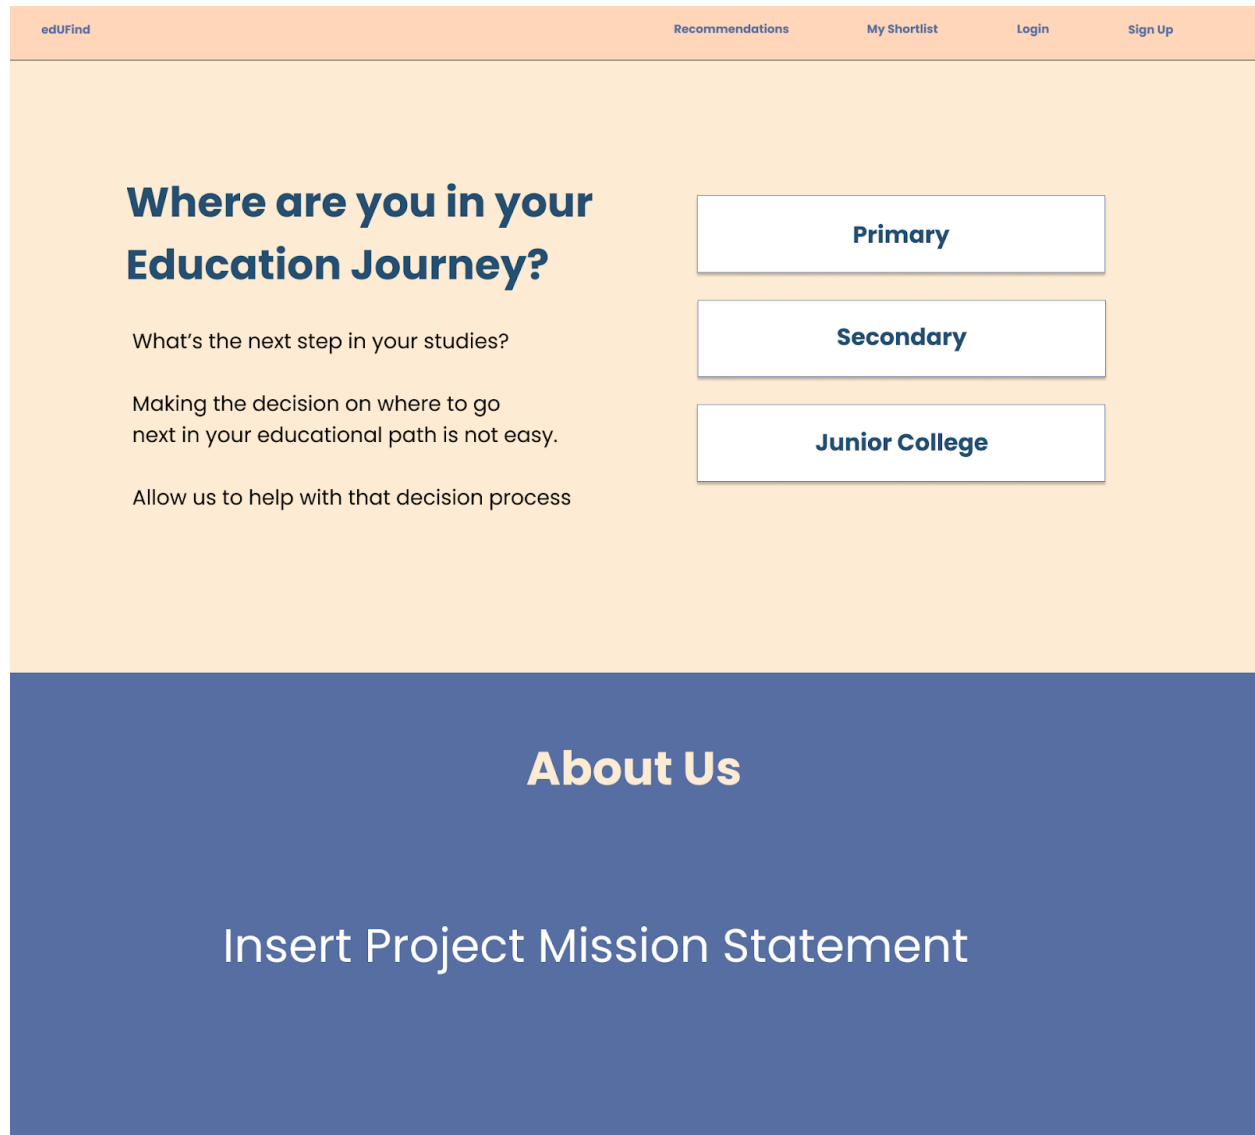 edUFind
Recommendations
My Shortlist
Login
Sign Up
Where are you in your
Education Journey?
What’s the next step in your studies?
Making the decision on where to go
next in your educational path is not easy.
Allow us to help with that decision process
Primary
Secondary
Junior College
About Us
Insert Project Mission Statement